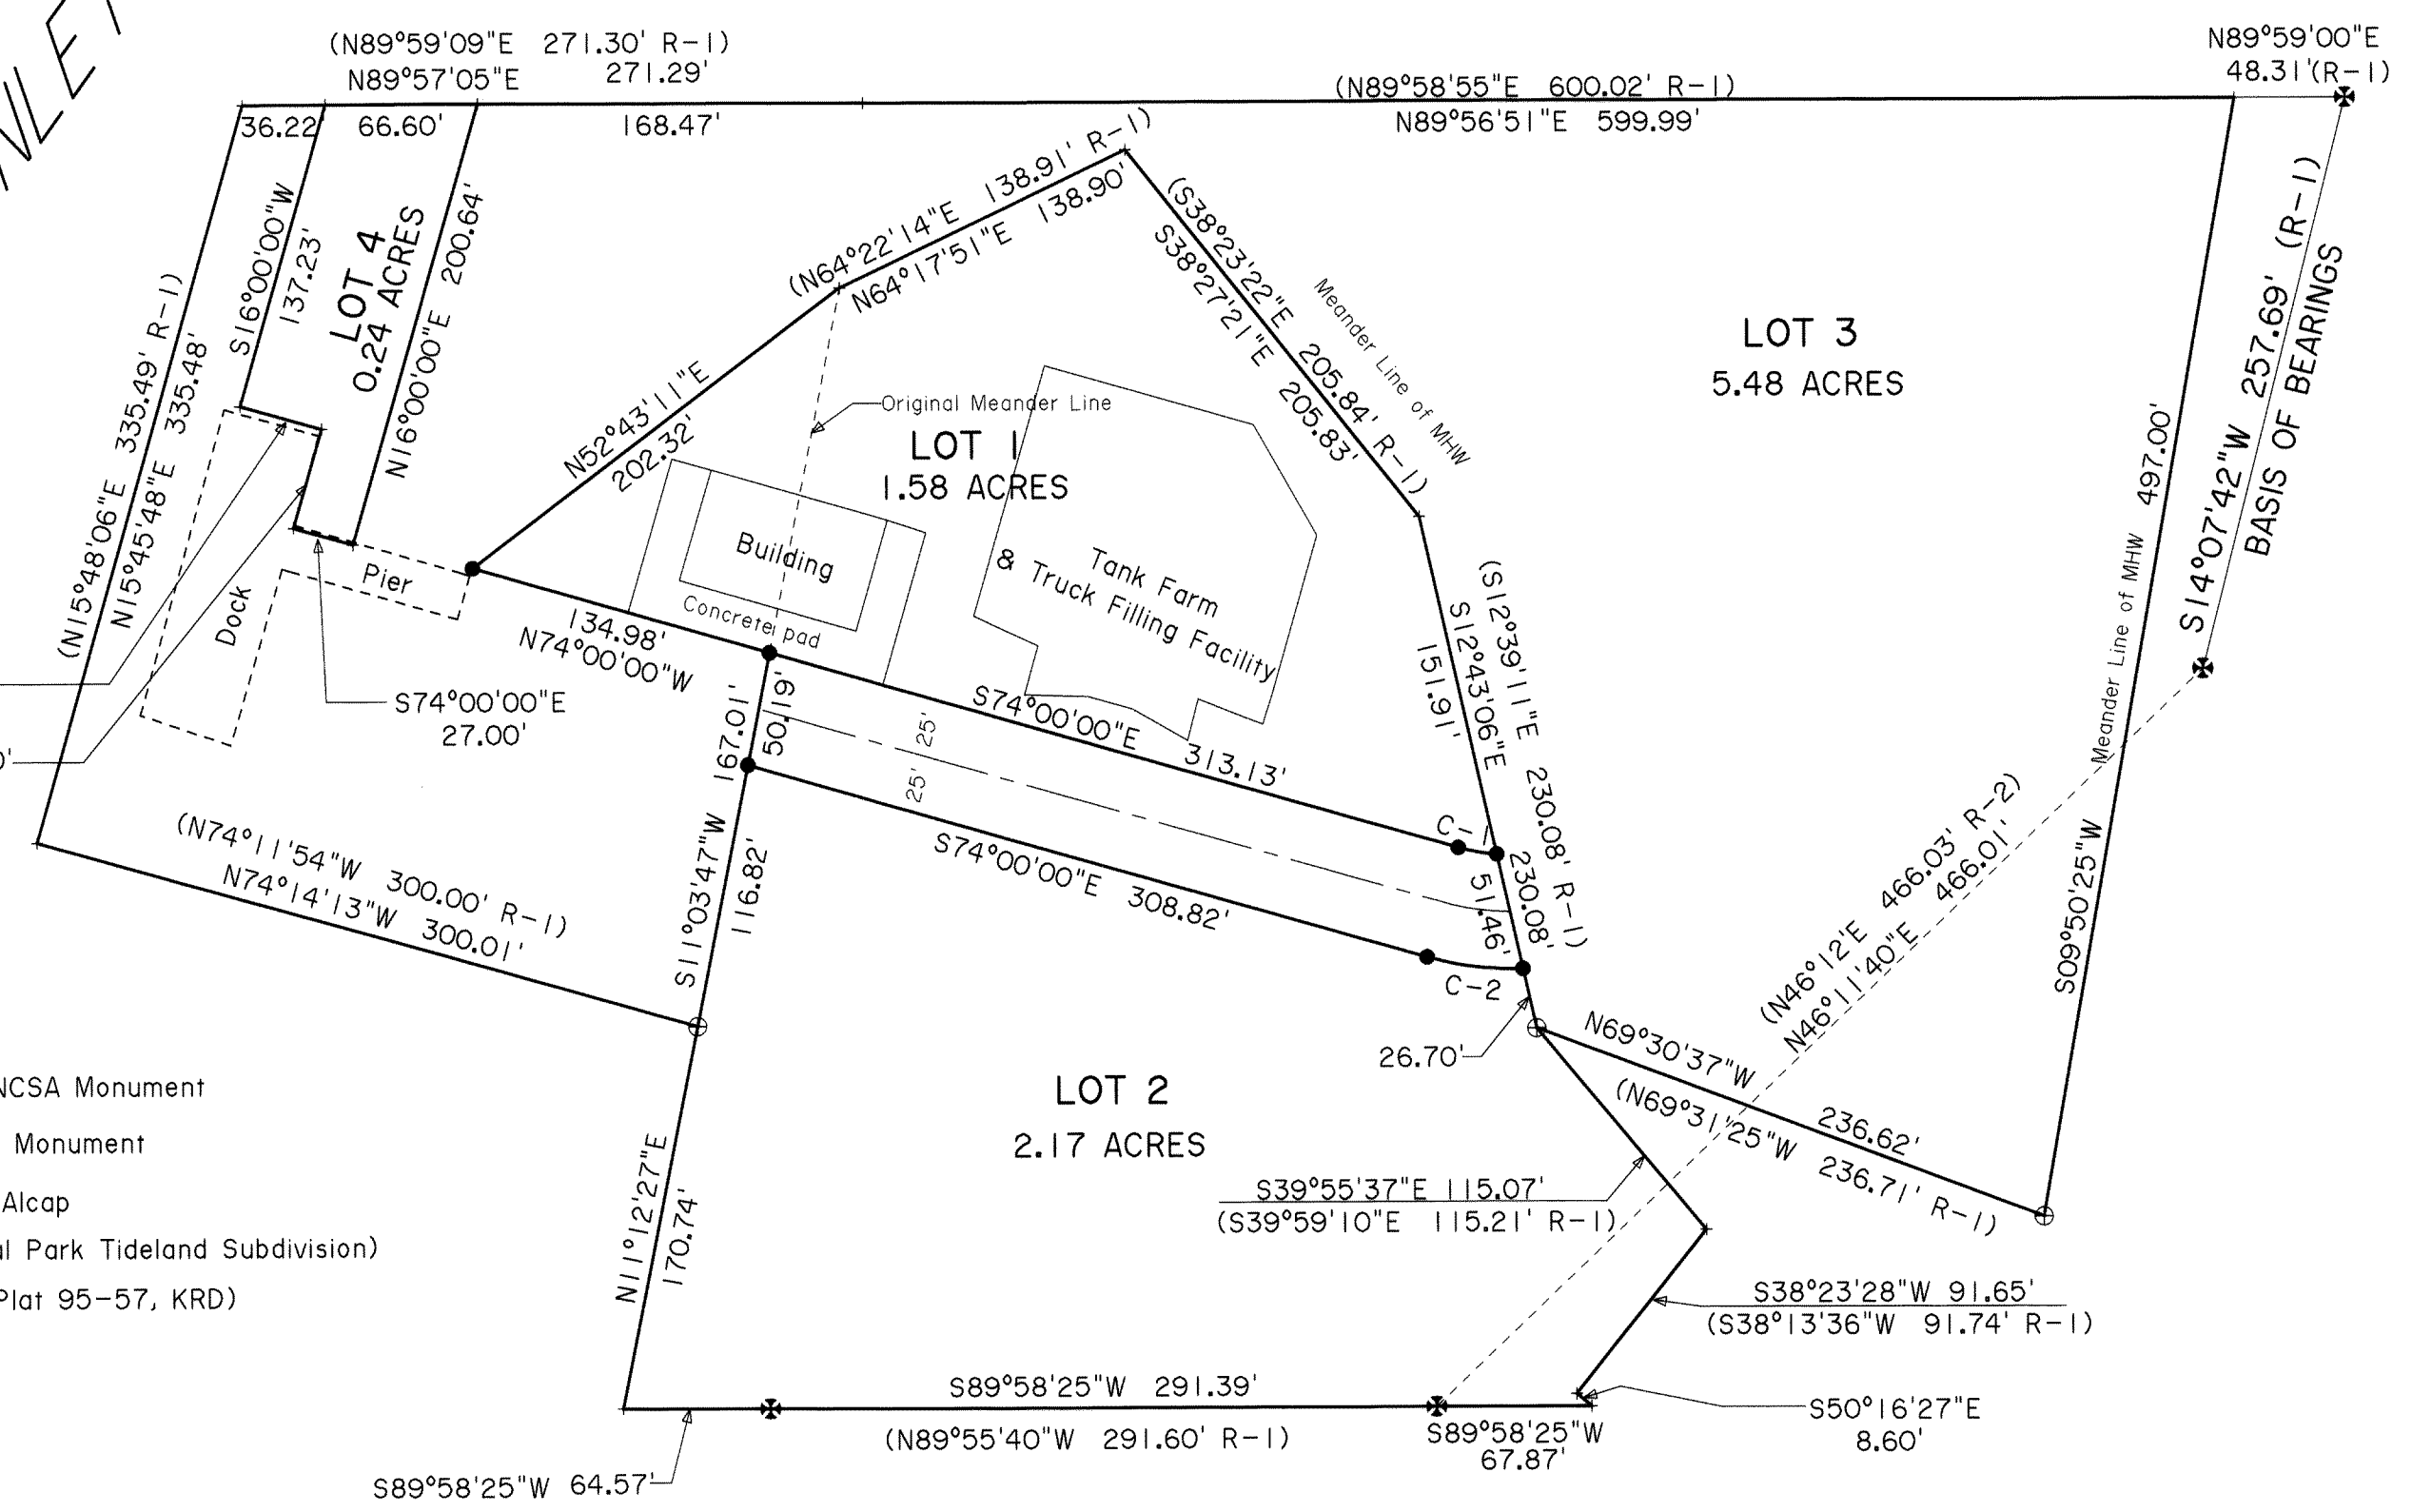 NLET
(N89°59'09"E 271.30' R-1)
N89°57'05"E 271.29'
36.22'
66.60'
168.47'
(N89°58'55"E 600.02' R-1)
N89°56'51"E 599.99'
N89°59'00"E
48.31'(R-1)
S16°00'00"W
137.23'
LOT 4
0.24 ACRES
N16°00'00"E 200.64'
(N15°48'06"E 335.49' R-1)
N15°45'48"E 335.48'
(N64°22'14"E 138.91' R-1)
N64°17'51"E 138.90'
N52°43'11"E
202.32'
(S38°23'22"E 205.84' R-1)
S38°27'21"E 205.83'
Meander Line of MHW
Original Meander Line
LOT 1
1.58 ACRES
LOT 3
5.48 ACRES
S14°07'42"W 257.69' (R-1)
BASIS OF BEARINGS
Building
Concrete pad
Tank Farm
& Truck Filling Facility
Pier
Dock
134.98'
N74°00'00"W
S74°00'00"E
27.00'
0'
S74°00'00"E 313.13'
25'
25'
167.01'
50.19'
S11°03'47"W
116.82'
S74°00'00"E 308.82'
C-1
C-2
151.91'
S12°43'06"E
230.08'
(S12°39'11"E 230.08' R-1)
51.46'
26.70'
Meander Line of MHW 497.00'
S09°50'25"W
(N46°12'E 466.03' R-2)
N46°11'40"E 466.01'
(N74°11'54"W 300.00' R-1)
N74°14'13"W 300.01'
N69°30'37"W 236.62'
(N69°31'25"W 236.71' R-1)
LOT 2
2.17 ACRES
N11°12'27"E
170.74'
S39°55'37"E 115.07'
(S39°59'10"E 115.21' R-1)
S38°23'28"W 91.65'
(S38°13'36"W 91.74' R-1)
S50°16'27"E
8.60'
S89°58'25"W 291.39'
(N89°55'40"W 291.60' R-1)
S89°58'25"W
67.87'
S89°58'25"W 64.57'
NCSA Monument
Monument
Alcap
al Park Tideland Subdivision)
Plat 95-57, KRD)